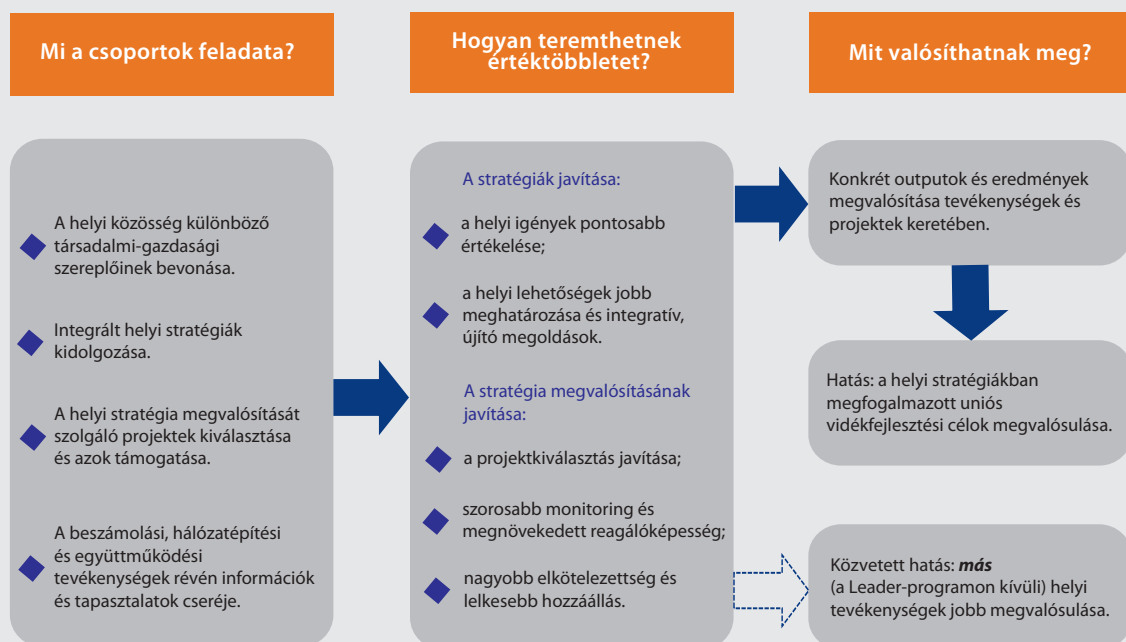 Mi a csoportok feladata?
A helyi közösség különböző
társadalmi-gazdasági
szereplőinek bevonása.
Integrált helyi stratégiák
kidolgozása.
A helyi stratégia megvalósítását
szolgáló projektek kiválasztása
és azok támogatása.
A beszámolási, hálózatépítési
és együttműködési
tevékenységek révén információk
és tapasztalatok cseréje.
Hogyan teremthetnek
értéktöbbletet?
A stratégiák javítása:
a helyi igények pontosabb
értékelése;
a helyi lehetőségek jobb
meghatározása és integratív,
újító megoldások.
A stratégia megvalósításának
javítása:
a projektkiválasztás javítása;
szorosabb monitoring és
megnövekedett reagálóképesség;
nagyobb elkötelezettség és
lelkesebb hozzáállás.
Mit valósíthatnak meg?
Konkrét outputok és eredmények
megvalósítása tevékenységek és
projektek keretében.
Hatás: a helyi stratégiákban
megfogalmazott uniós
vidékfejlesztési célok megvalósulása.
Közvetett hatás: más
(a Leader-programon kívüli) helyi
tevékenységek jobb megvalósulása.